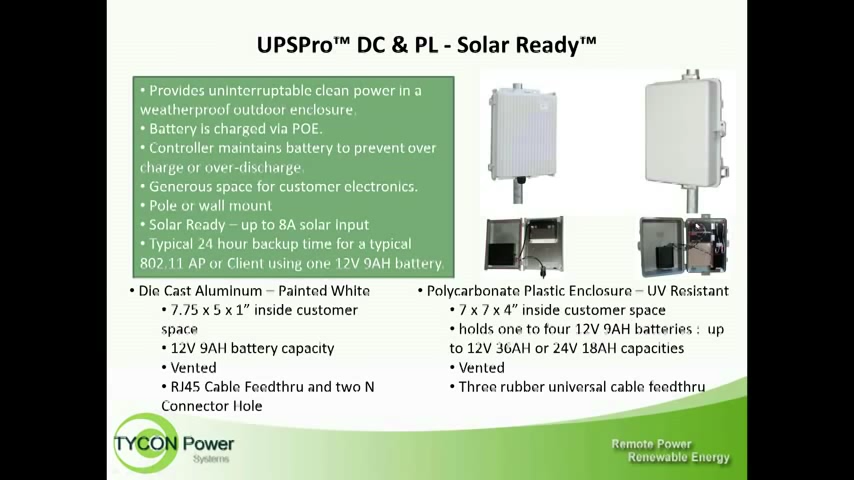 UPSPro™ DC & PL - Solar Ready™
• Provides uninterruptable clean power in a
weatherproof outdoor enclosure.
• Battery is charged via POE.
• Controller maintains battery to prevent over
charge or over-discharge.
• Generous space for customer electronics.
• Pole or wall mount
• Solar Ready – up to 8A solar input
• Typical 24 hour backup time for a typical
802.11 AP or Client using one 12V 9AH battery.
• Die Cast Aluminum – Painted White
• 7.75 x 5 x 1” inside customer
space
• 12V 9AH battery capacity
• Vented
• RJ45 Cable Feedthru and two N
Connector Hole
• Polycarbonate Plastic Enclosure – UV Resistant
• 7 x 7 x 4” inside customer space
• holds one to four 12V 9AH batteries : up
to 12V 36AH or 24V 18AH capacities
• Vented
• Three rubber universal cable feedthru
TYCON Power
Systems
Remote Power
Renewable Energy